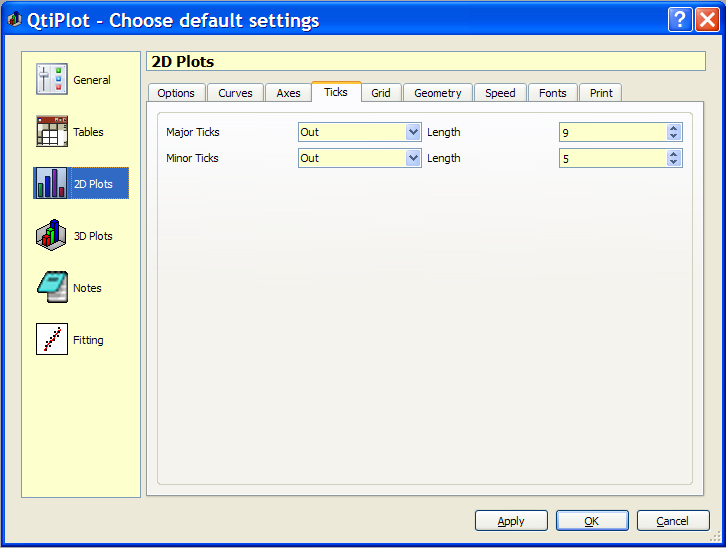 QtiPlot - Choose default settings
General
Tables
2D Plots
3D Plots
Notes
Fitting
2D Plots
Options Curves Axes Ticks Grid Geometry Speed Fonts Print
Major Ticks Out Length 9
Minor Ticks Out Length 5
Apply OK Cancel